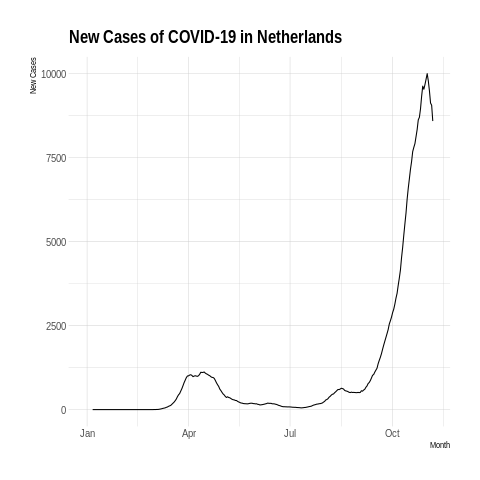 New Cases of COVID-19 in Netherlands
New Cases
10000
7500
5000
2500
0
Jan Apr Jul Oct
Month